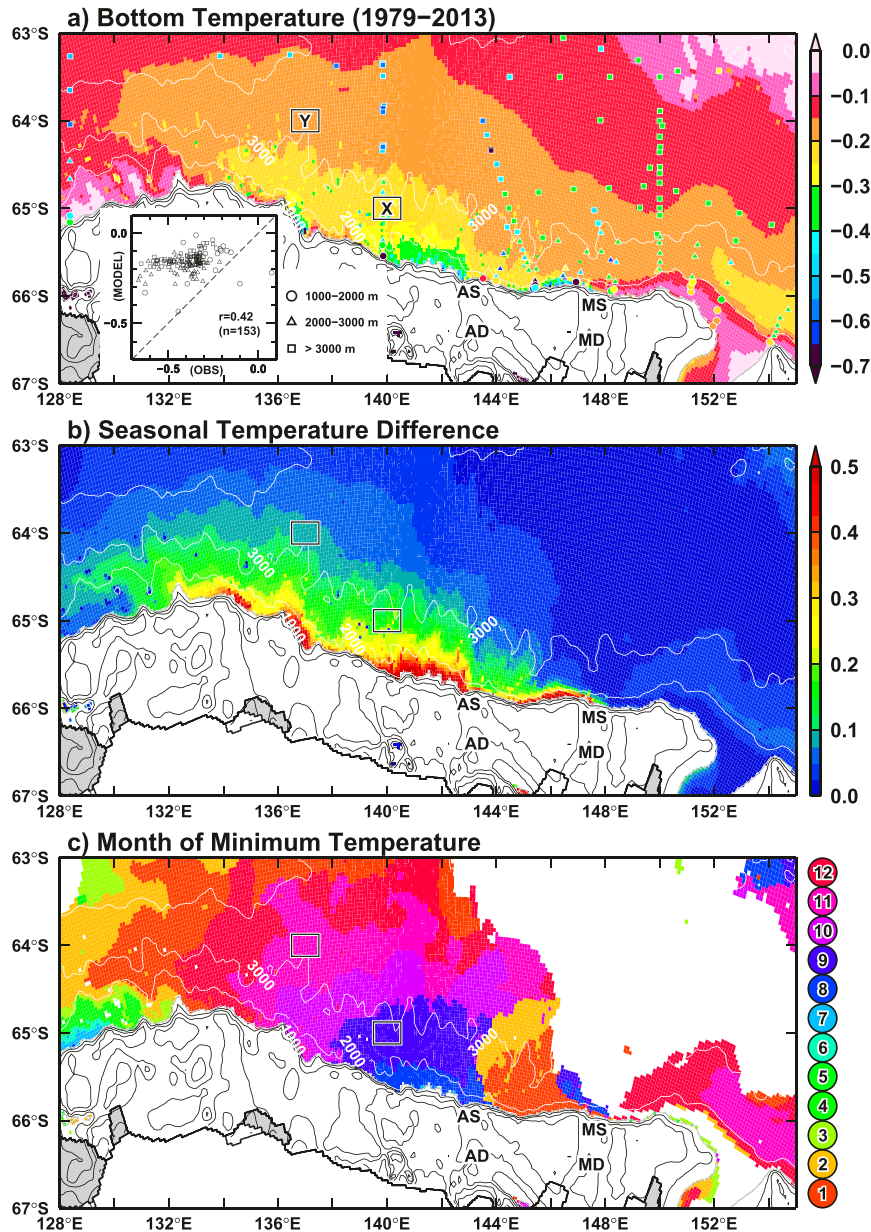 a) Bottom Temperature (1979−2013)
63°S
64°S
65°S
66°S
67°S
Y
X
3000
3000
2000
1000
AS
MS
AD
MD
0.0
(MODEL)
−0.5
−0.5
(OBS)
0.0
r=0.42
(n=153)
1000−2000 m
2000−3000 m
> 3000 m
128°E 132°E 136°E 140°E 144°E 148°E 152°E
0.0
−0.1
−0.2
−0.3
−0.4
−0.5
−0.6
−0.7
b) Seasonal Temperature Difference
63°S
64°S
65°S
66°S
67°S
3000
3000
2000
1000
AS
MS
AD
MD
128°E 132°E 136°E 140°E 144°E 148°E 152°E
0.5
0.4
0.3
0.2
0.1
0.0
c) Month of Minimum Temperature
63°S
64°S
65°S
66°S
67°S
3000
3000
2000
1000
AS
MS
AD
MD
128°E 132°E 136°E 140°E 144°E 148°E 152°E
12
11
10
9
8
7
6
5
4
3
2
1